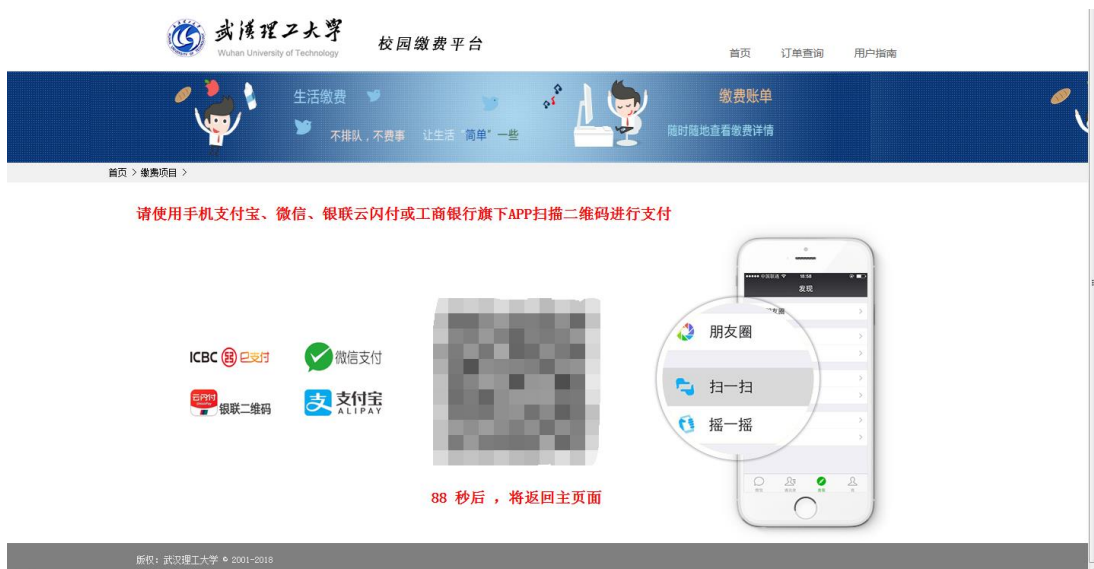 武汉理工大学
Wuhan University of Technology
校园缴费平台
首页 订单查询 用户指南
生活缴费
不排队，不费事 让生活“简单”一些
缴费账单
随时随地查看缴费详情
首页 > 缴费项目 >
请使用手机支付宝、微信、银联云闪付或工商银行旗下APP扫描二维码进行支付
发现
朋友圈
扫一扫
摇一摇
ICBC 已支付
微信支付
云闪付
银联二维码
支 支付宝
ALIPAY
88 秒后 ，将返回主页面
版权：武汉理工大学 © 2001-2018